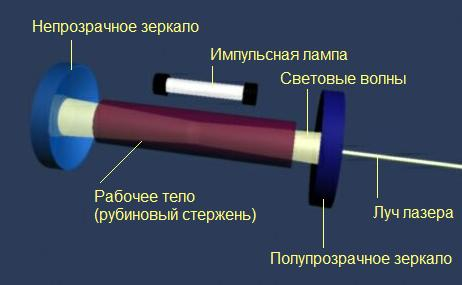 Непрозрачное зеркало
Импульсная лампа
Световые волны
Рабочее тело
(рубиновый стержень)
Луч лазера
Полупрозрачное зеркало